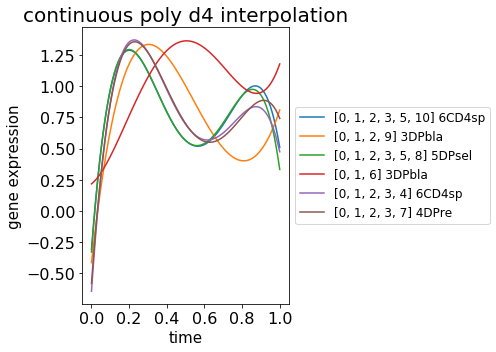 continuous poly d4 interpolation
gene expression
1.25
1.00
0.75
0.50
0.25
0.00
−0.25
−0.50
0.0 0.2 0.4 0.6 0.8 1.0
time
[0, 1, 2, 3, 5, 10] 6CD4sp
[0, 1, 2, 9] 3DPbla
[0, 1, 2, 3, 5, 8] 5DPsel
[0, 1, 6] 3DPbla
[0, 1, 2, 3, 4] 6CD4sp
[0, 1, 2, 3, 7] 4DPre